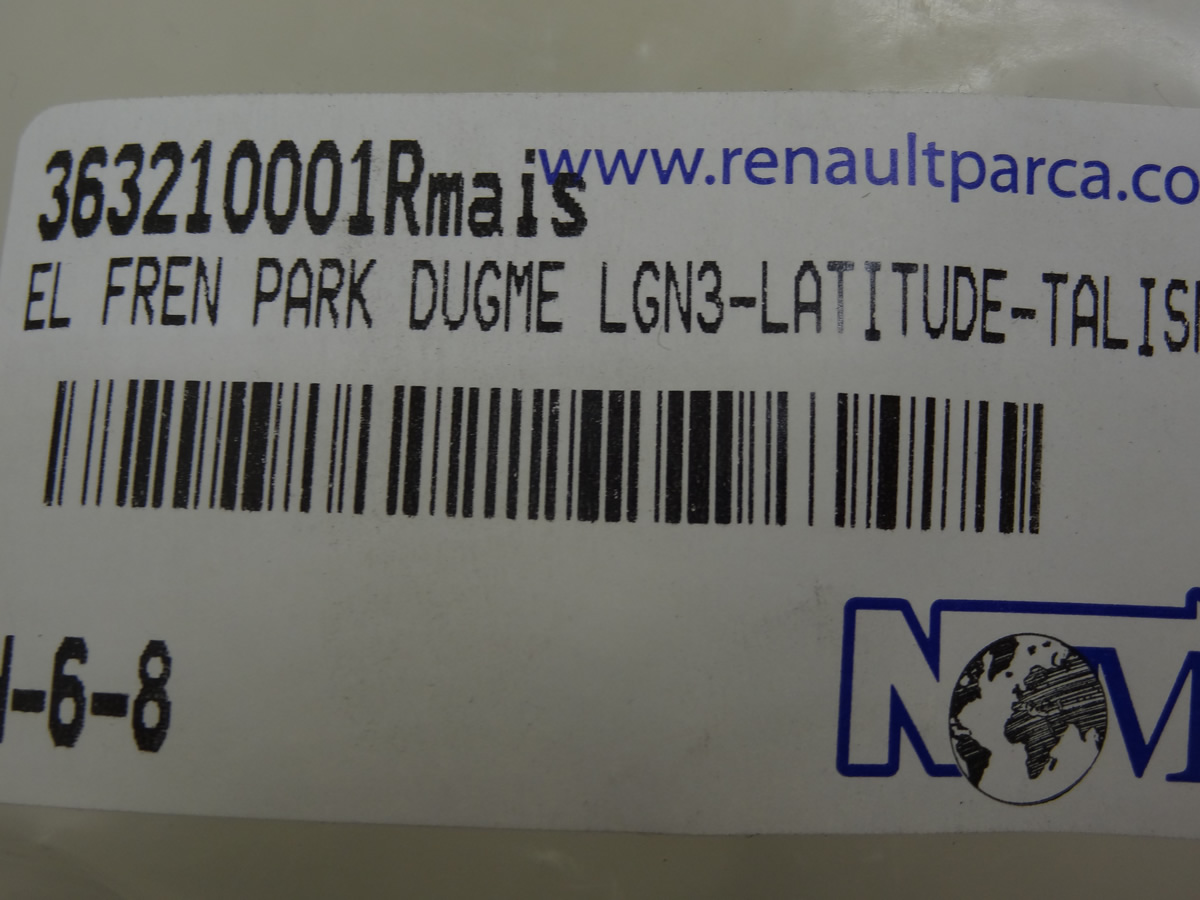 363210001Rmais
www.renaultparca.co
EL FREN PARK DUGME LGN3-LATITUDE-TALIS
-6-8